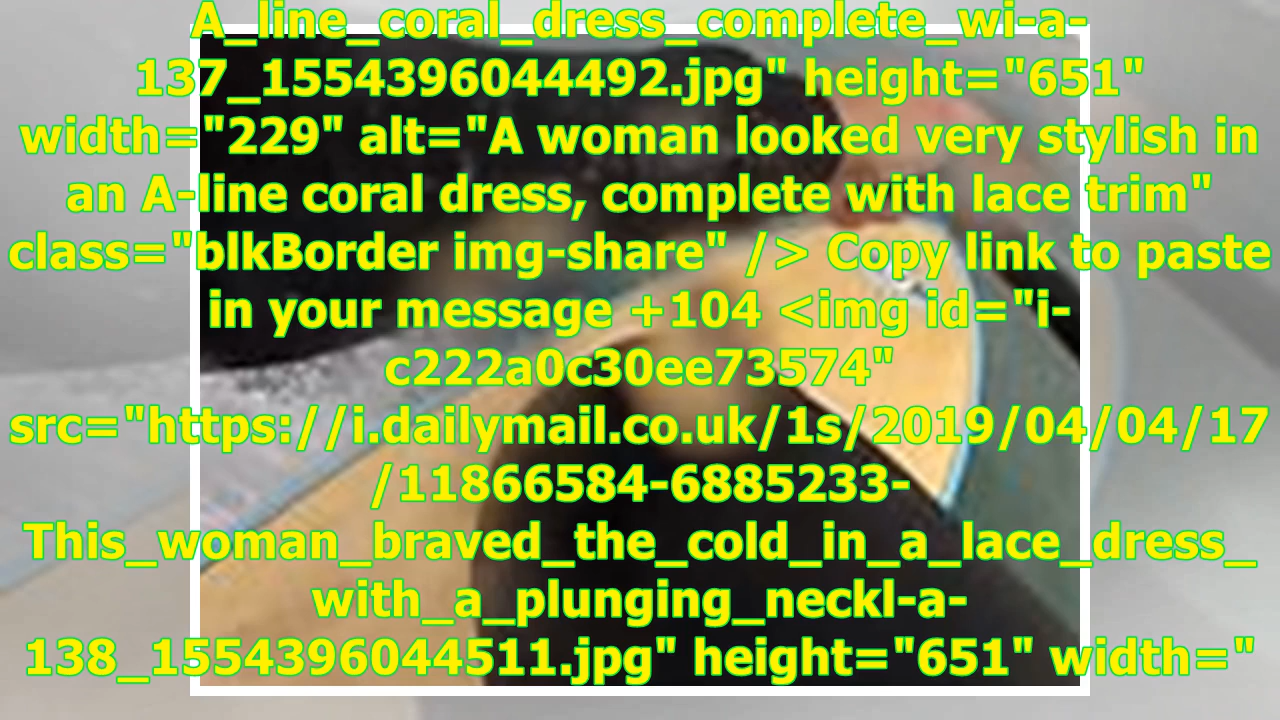 A_line_coral_dress_complete_wi-a-
137_1554396044492.jpg" height="651"
width="229" alt="A woman looked very stylish in
an A-line coral dress, complete with lace trim"
class="blkBorder img-share" /> Copy link to paste
in your message +104 <img id="i-
c222a0c30ee73574"
src="https://i.dailymail.co.uk/1s/2019/04/04/17
/11866584-6885233-
This_woman_braved_the_cold_in_a_lace_dress_
with_a_plunging_neckl-a-
138_1554396044511.jpg" height="651" width="